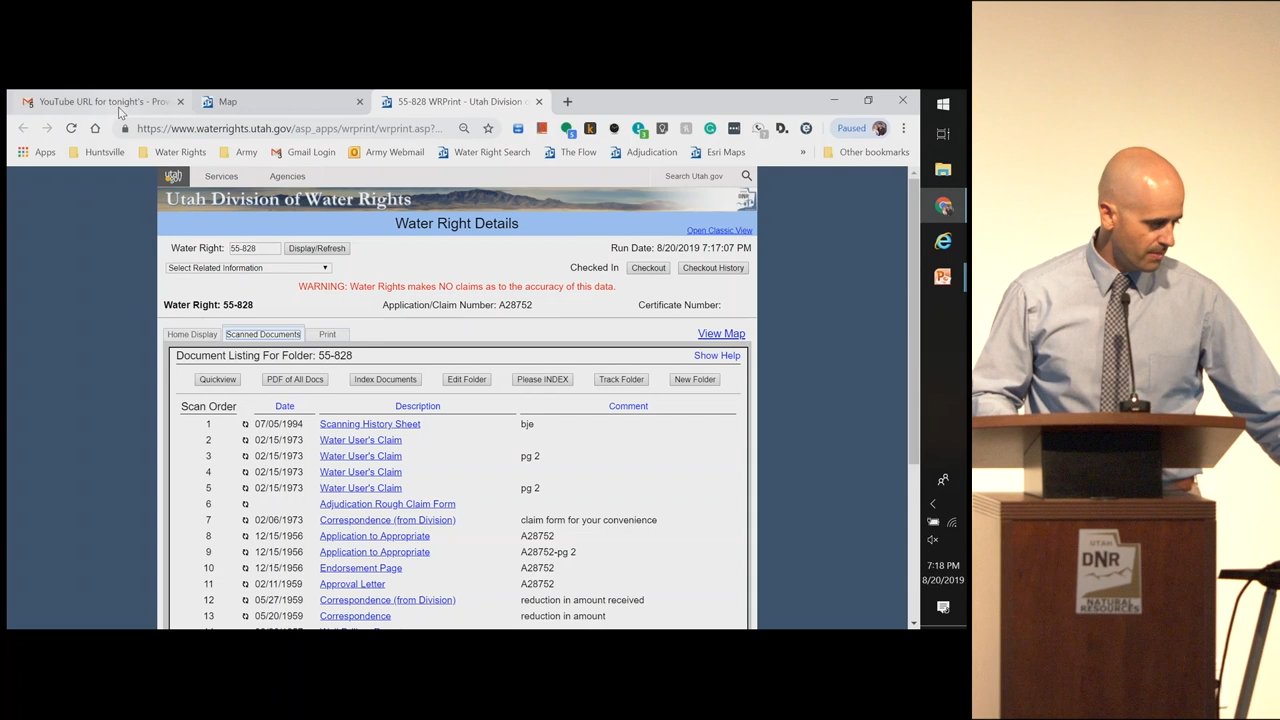 YouTube URL for tonight's - Prov
Map
55-828 WRPrint - Utah Division o
https://www.waterrights.utah.gov/asp_apps/wrprint/wrprint.asp?...
Paused
Apps
Huntsville
Water Rights
Army
Gmail Login
Army Webmail
Water Right Search
The Flow
Adjudication
Esri Maps
»
Other bookmarks
Services
Agencies
Search Utah.gov
Utah Division of Water Rights
Water Right Details
Open Classic View
Water Right: 55-828 Display/Refresh
Run Date: 8/20/2019 7:17:07 PM
Select Related Information
Checked In Checkout Checkout History
WARNING: Water Rights makes NO claims as to the accuracy of this data.
Water Right: 55-828 Application/Claim Number: A28752 Certificate Number:
Home Display Scanned Documents Print View Map
Document Listing For Folder: 55-828 Show Help
Quickview PDF of All Docs Index Documents Edit Folder Please INDEX Track Folder New Folder
Scan Order Date Description Comment
1 07/05/1994 Scanning History Sheet bje
2 02/15/1973 Water User's Claim
3 02/15/1973 Water User's Claim pg 2
4 02/15/1973 Water User's Claim
5 02/15/1973 Water User's Claim pg 2
6 Adjudication Rough Claim Form
7 02/06/1973 Correspondence (from Division) claim form for your convenience
8 12/15/1956 Application to Appropriate A28752
9 12/15/1956 Application to Appropriate A28752-pg 2
10 12/15/1956 Endorsement Page A28752
11 02/11/1959 Approval Letter A28752
12 05/27/1959 Correspondence (from Division) reduction in amount received
13 05/20/1959 Correspondence reduction in amount
7:18 PM
8/20/2019
UTAH
DNR
NATURAL
RESOURCES